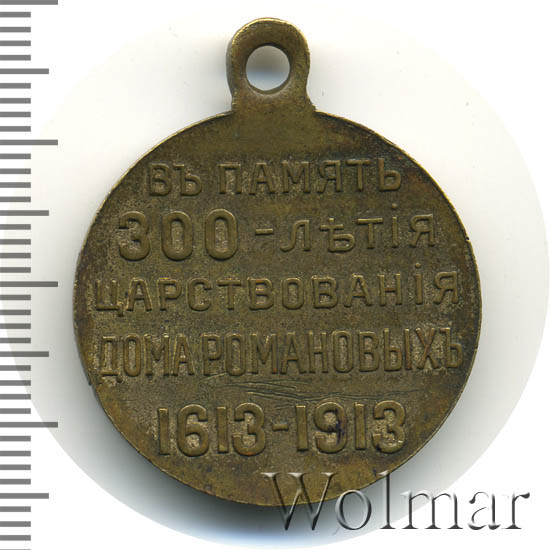 ВЪ ПАМЯТЬ
300-ЛѢТІЯ
ЦАРСТВОВАНІЯ
ДОМА РОМАНОВЫХЪ
1613-1913
Wolmar